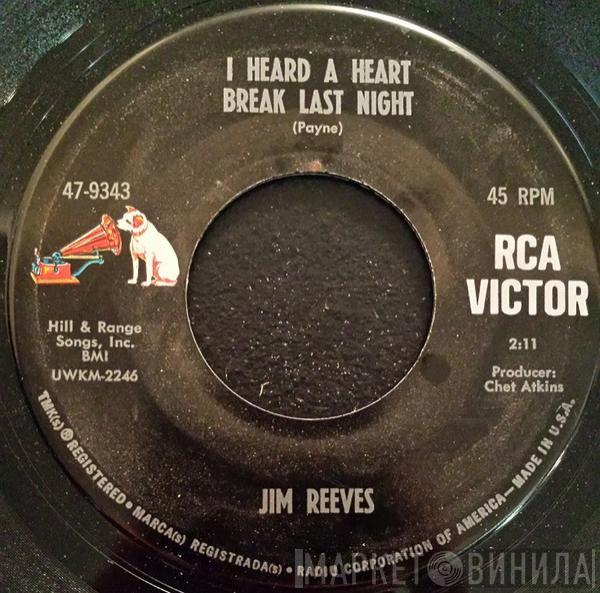 I HEARD A HEART
BREAK LAST NIGHT
(Payne)
47-9343
45 RPM
RCA
VICTOR
Hill & Range
Songs, Inc.
BMI
UWKM-2246
2:11
Producer:
Chet Atkins
JIM REEVES
TMK(s) ® REGISTERED • MARCA(s) REGISTRADA(s) • RADIO CORPORATION OF AMERICA—MADE IN U.S.A.
МАРКЕТ ВИНИЛА